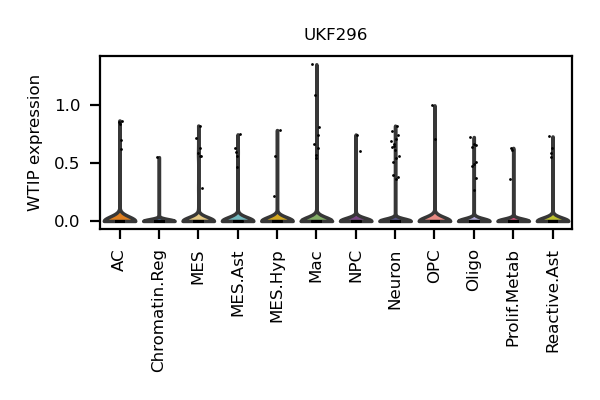 UKF296
WTIP expression
1.0
0.5
0.0
AC
Chromatin.Reg
MES
MES.Ast
MES.Hyp
Mac
NPC
Neuron
OPC
Oligo
Prolif.Metab
Reactive.Ast